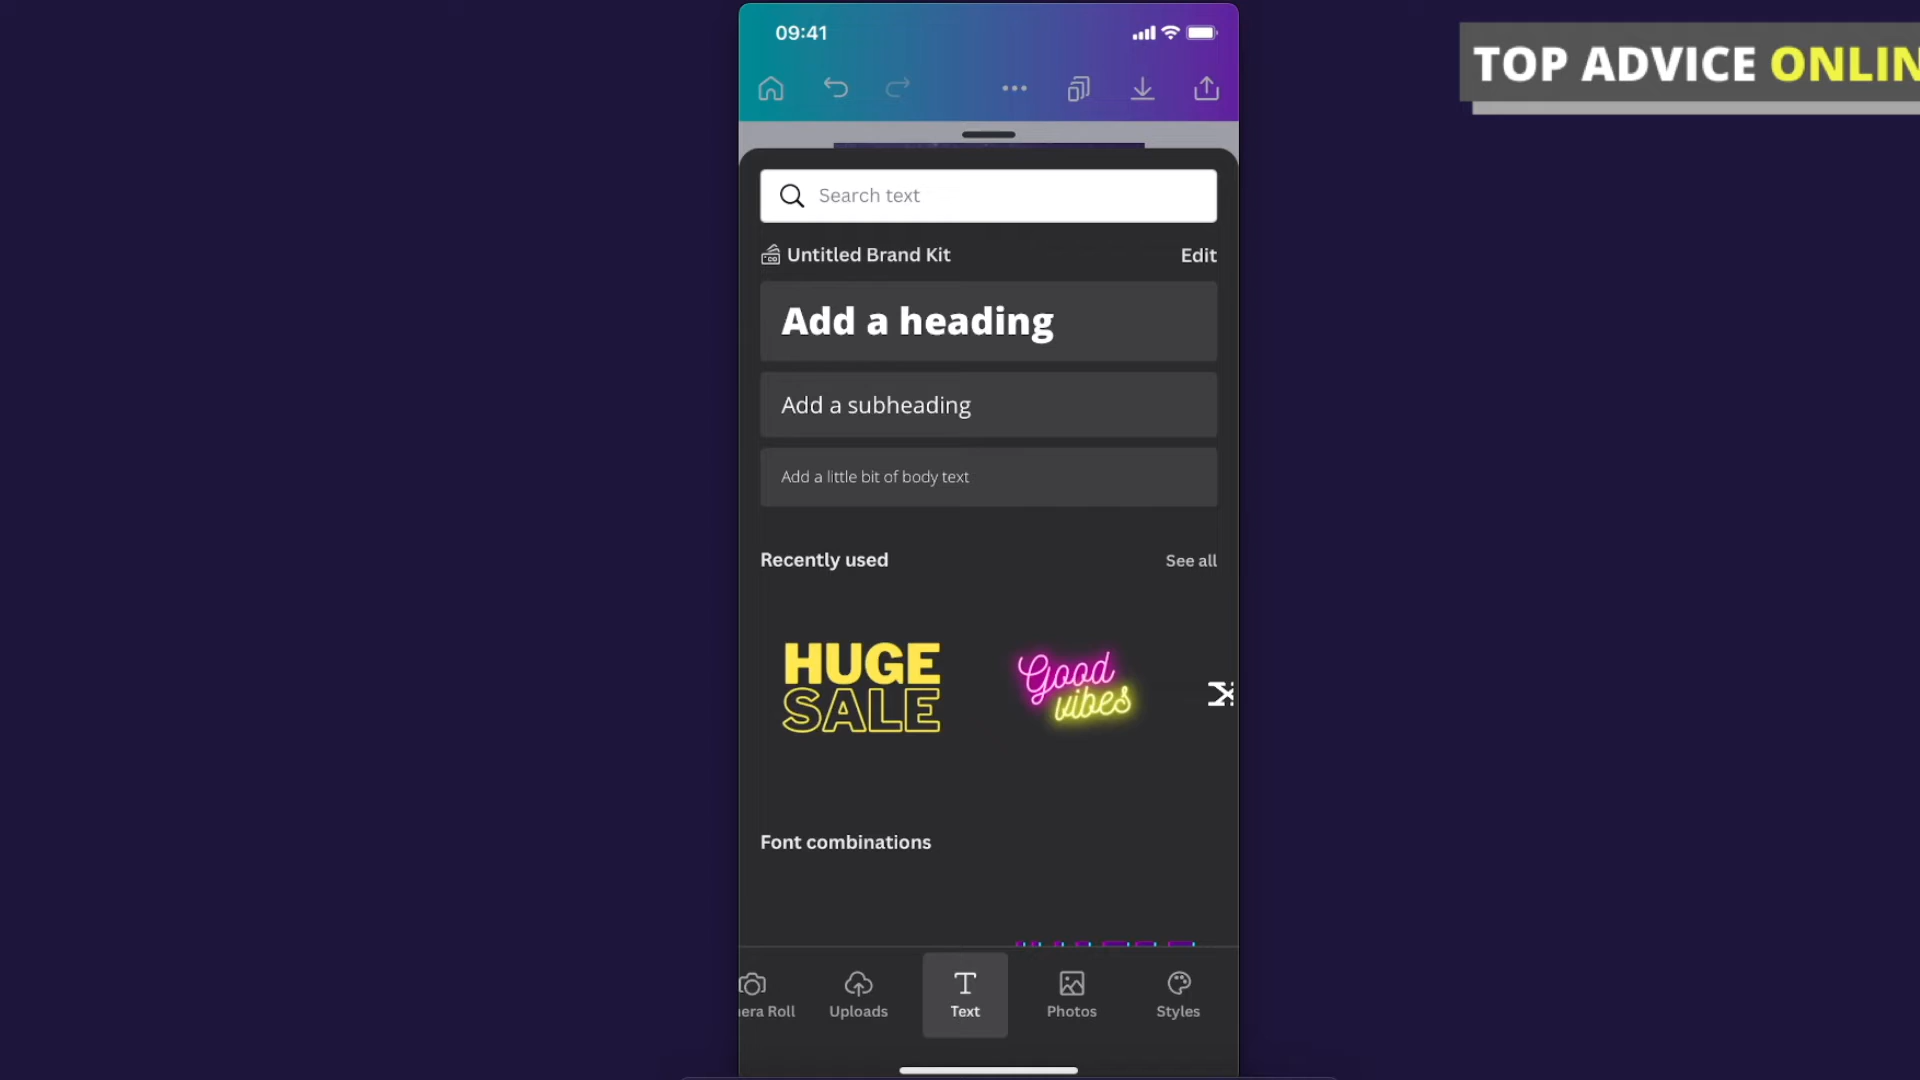 09:41
TOP ADVICE ONLIN
Search text
Untitled Brand Kit
Edit
Add a heading
Add a subheading
Add a little bit of body text
Recently used
See all
HUGE
SALE
Good
vibes
Font combinations
era Roll
Uploads
Text
Photos
Styles